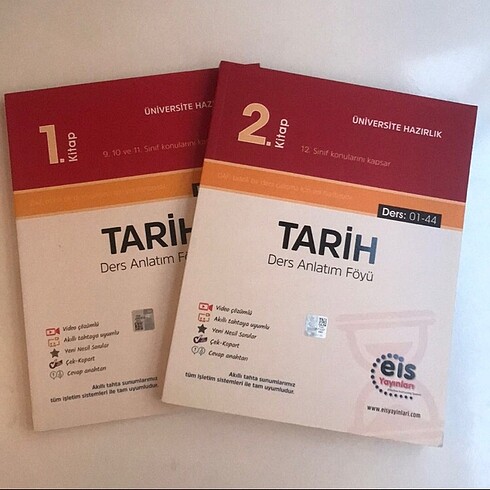 1.
Kitap
ÜNİVERSİTE HAZIR
9, 10 ve 11. Sınıf konularını kap
TARİH
Ders Anlatım Föyü
Video çözümlü
Akıllı tahtaya uyumlu
Yeni Nesil Sorular
Çek-Kopart
Cevap anahtarı
Akıllı tahta sunumlarımız
tüm işletim sistemleri ile tam uyumludur.
2.
Kitap
ÜNİVERSİTE HAZIRLIK
12. Sınıf konularını kapsar
Ders: 01-44
TARİH
Ders Anlatım Föyü
Video çözümlü
Akıllı tahtaya uyumlu
Yeni Nesil Sorular
Çek-Kopart
Cevap anahtarı
Akıllı tahta sunumlarımız
tüm işletim sistemleri ile tam uyumludur.
eis
Yayınları
www.eisyayinlari.com